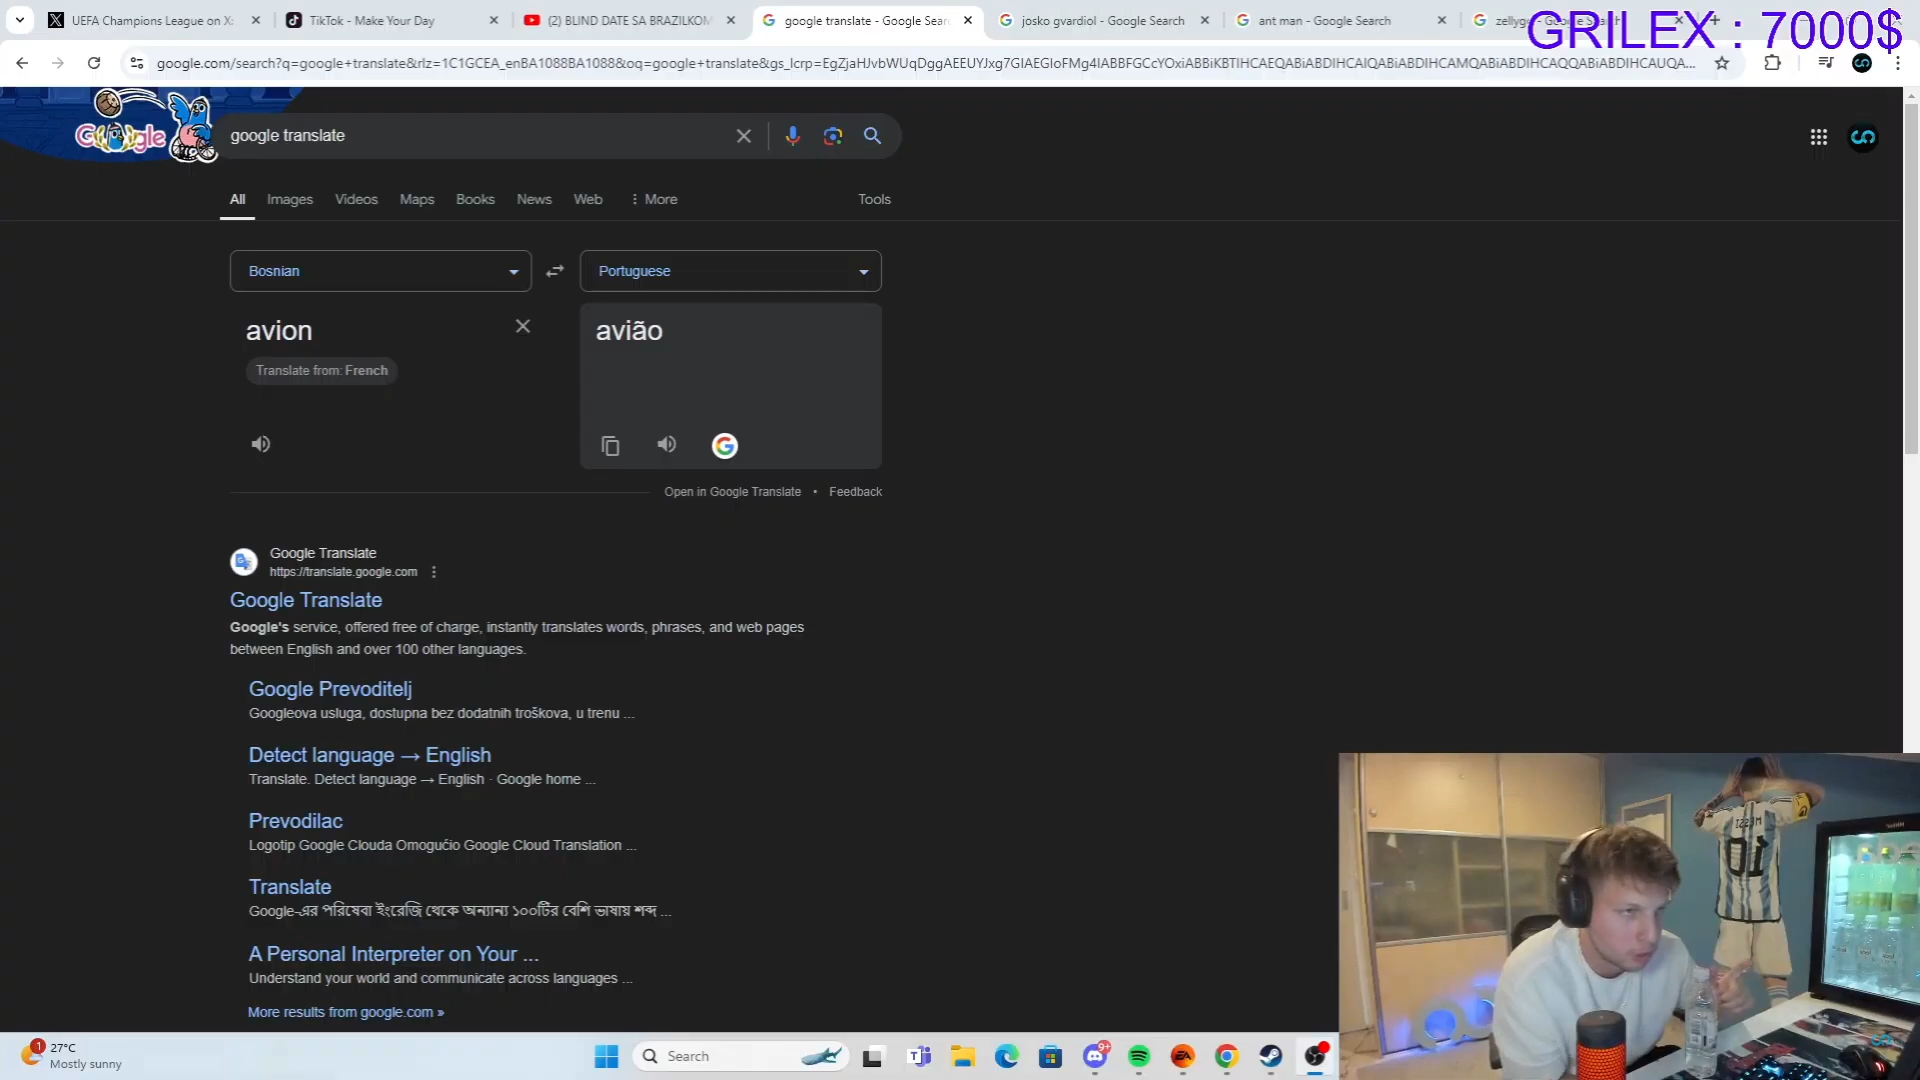 UEFA Champions League on X:
TikTok - Make Your Day
(2) BLIND DATE SA BRAZILKOM
google translate - Google Sear
josko gvardiol - Google Search
ant man - Google Search
GRILEX : 7000$
google.com/search?q=google+translate&rlz=1C1GCEA_enBA1088BA1088&oq=google+translate&gs_lcrp=EgZjaHJvbWUqDggAEEUYJxg7GIAEGIoFMg4IABBFGCcYOxiABBiKBTIHCAEQABiABDIHCAIQABiABDIHCAMQABiABDIHCAQQABiABDIHCAUQA...
Google
google translate
All Images Videos Maps Books News Web More Tools
Bosnian Portuguese
avion avião
Translate from: French
Open in Google Translate • Feedback
Google Translate
https://translate.google.com
Google Translate
Google's service, offered free of charge, instantly translates words, phrases, and web pages
between English and over 100 other languages.
Google Prevoditelj
Googleova usluga, dostupna bez dodatnih troškova, u trenu ...
Detect language → English
Translate. Detect language → English · Google home ...
Prevodilac
Logotip Google Clouda Omogućio Google Cloud Translation ...
Translate
Google-এর পরিষেবা ইংরেজি থেকে অন্যান্য ১০০টির বেশি ভাষায় শব্দ ...
A Personal Interpreter on Your ...
Understand your world and communicate across languages ...
More results from google.com »
MESSI
10
1
27°C
Mostly sunny
Search
9+